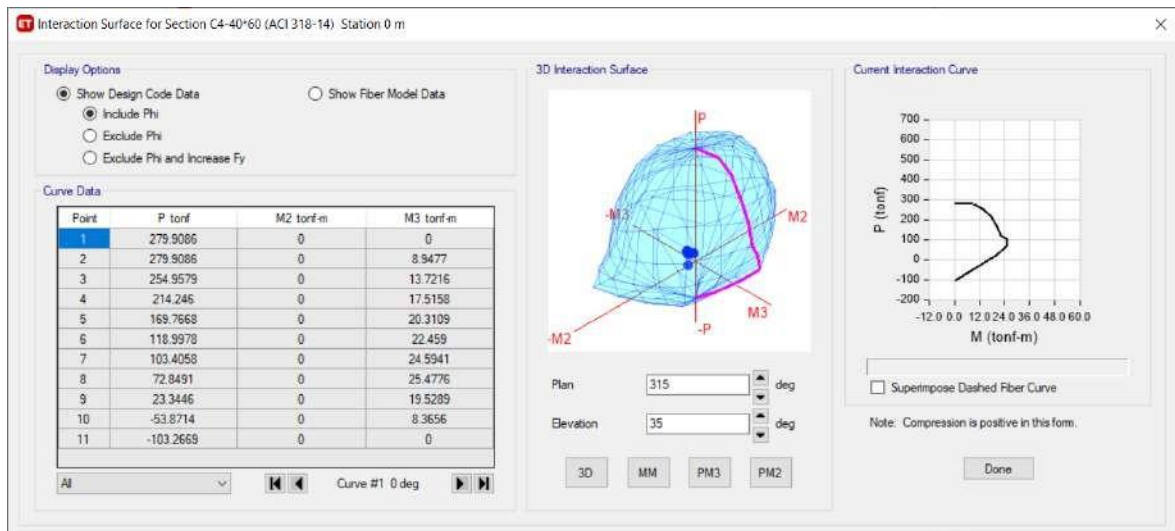 ET Interaction Surface for Section C4-40*60 (ACI 318-14) Station 0 m
Display Options
Show Design Code Data
Show Fiber Model Data
Include Phi
Exclude Phi
Exclude Phi and Increase Fy
Curve Data
Point P tonf M2 tonf-m M3 tonf-m
1 279.9086 0 0
2 279.9086 0 8.9477
3 254.9579 0 13.7216
4 214.246 0 17.5158
5 169.7668 0 20.3109
6 118.9978 0 22.459
7 103.4058 0 24.5941
8 72.8491 0 25.4776
9 23.3446 0 19.5289
10 -53.8714 0 8.3656
11 -103.2669 0 0
All
Curve #1 0 deg
3D Interaction Surface
P
-M3
M2
M3
-P
-M2
Plan 315 deg
Elevation 35 deg
3D MM PM3 PM2
Current Interaction Curve
700
600
500
400
300
200
100
0
-100
-200
P (tonf)
-12.0 0.0 12.0 24.0 36.0 48.0 60.0
M (tonf-m)
Superimpose Dashed Fiber Curve
Note: Compression is positive in this form.
Done